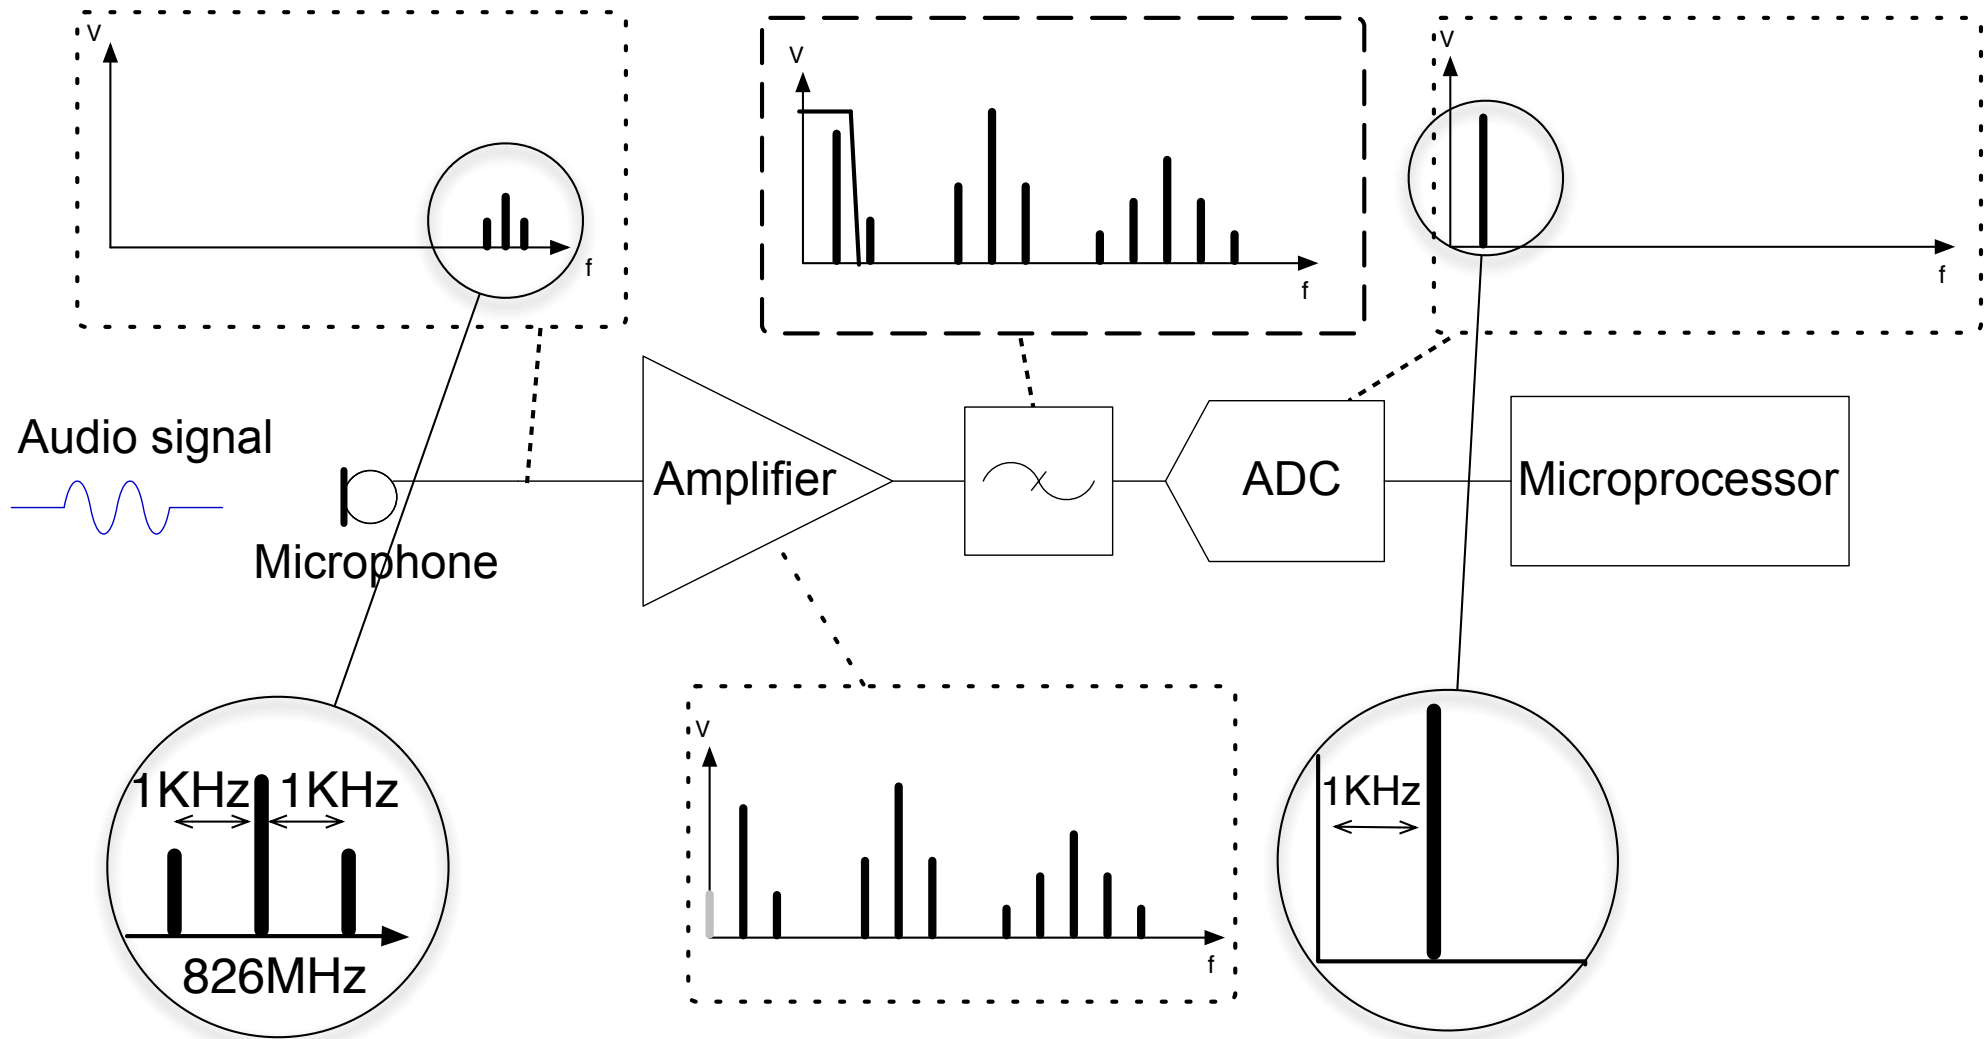 V
f
V
f
V
f
Audio signal
Microphone
Amplifier
ADC
Microprocessor
1KHz 1KHz
826MHz
V
f
1KHz